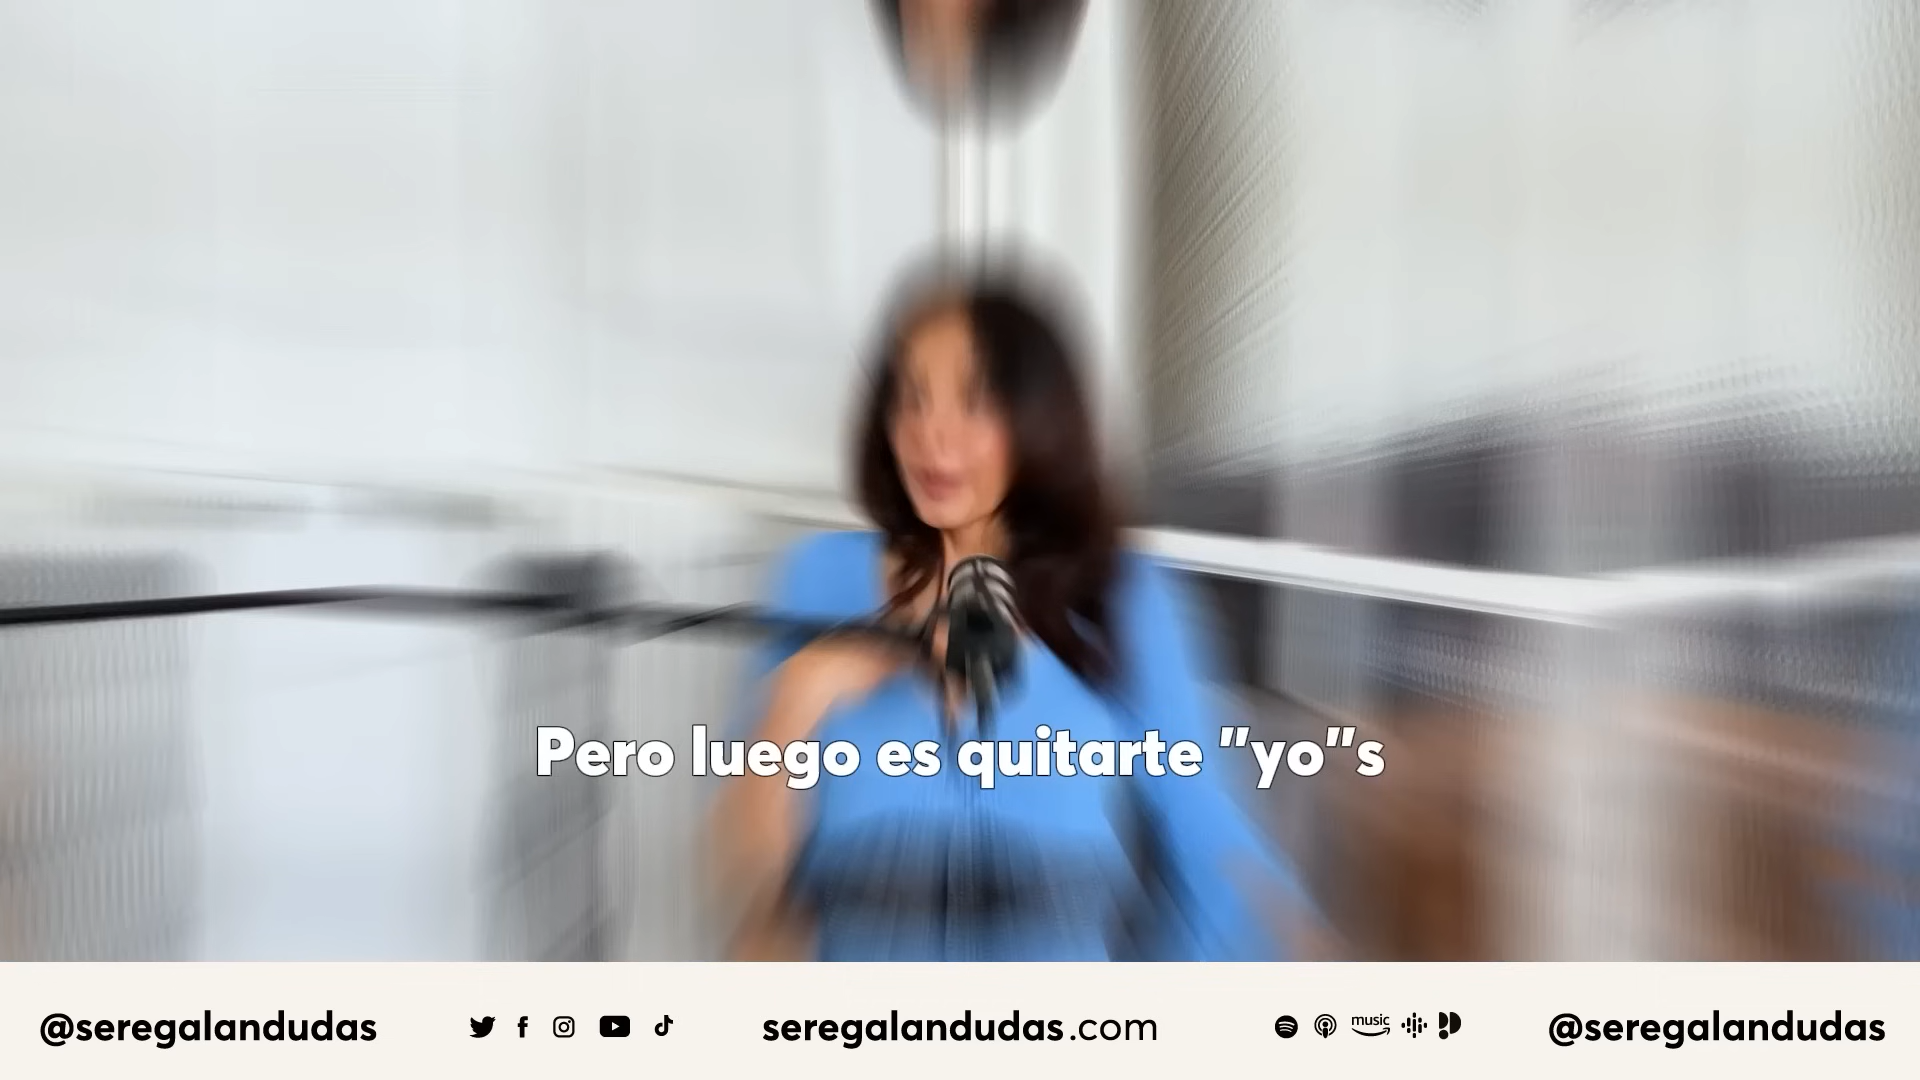 Pero luego es quitarte "yo"s
@seregalandudas
seregalandudas.com
music
@seregalandudas